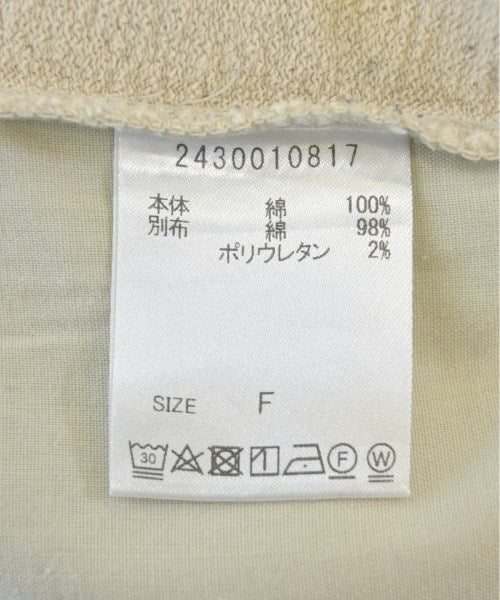 2430010817
本体 綿 100%
別布 綿 98%
ポリウレタン 2%
SIZE F
30 F W